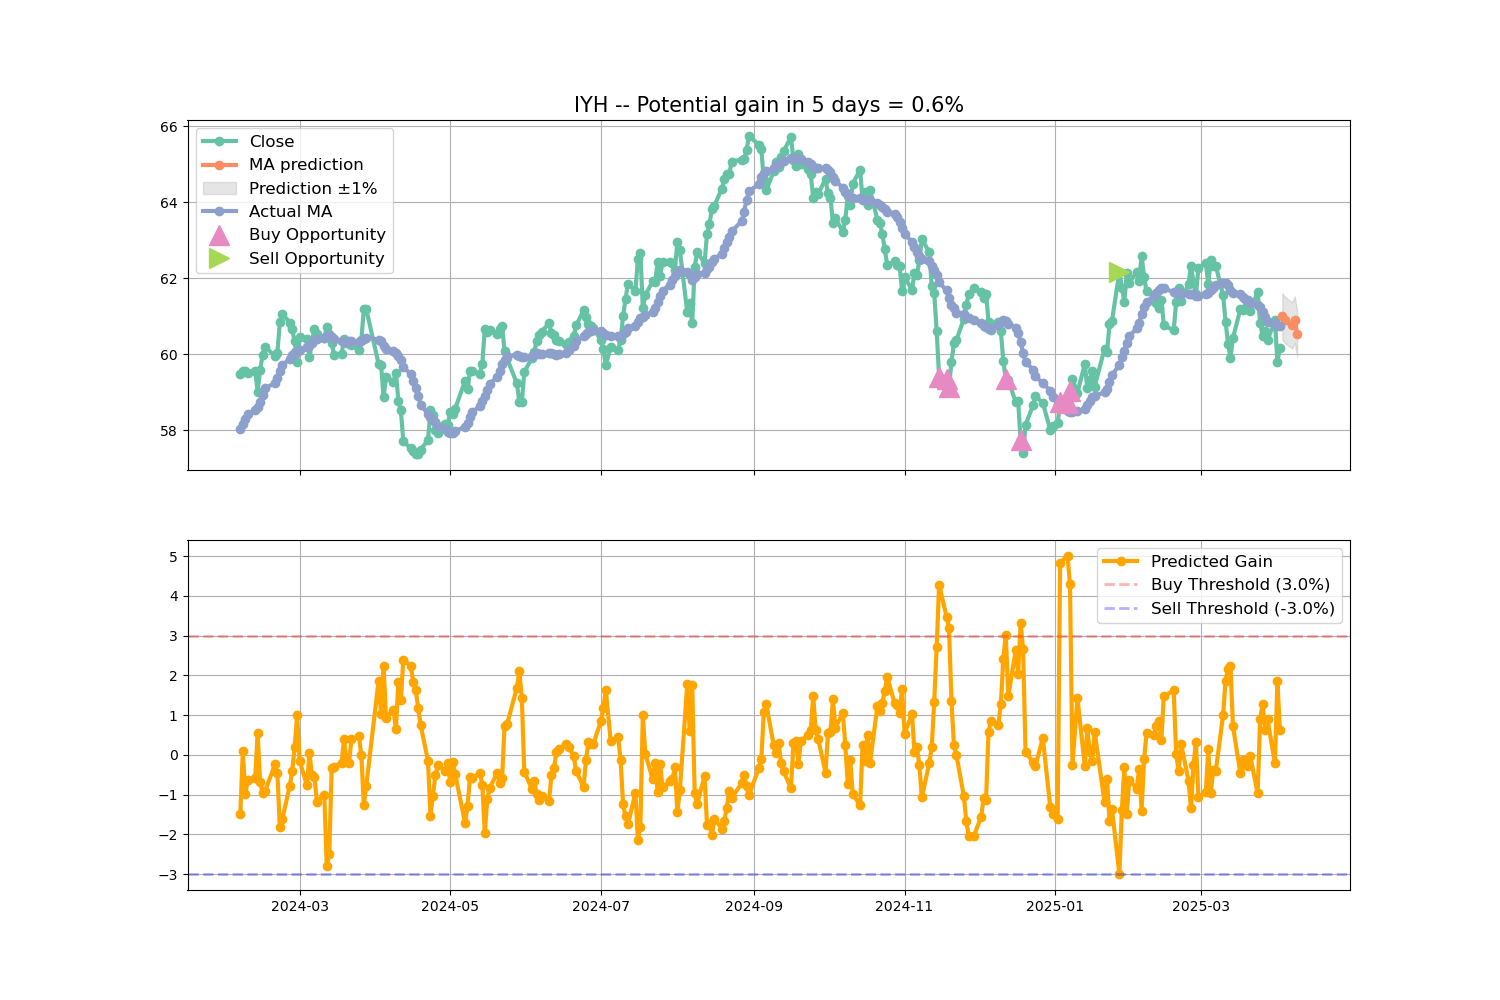 IYH -- Potential gain in 5 days = 0.6%
66
64
62
60
58
Close
MA prediction
Prediction ±1%
Actual MA
Buy Opportunity
Sell Opportunity
5
4
3
2
1
0
−1
−2
−3
Predicted Gain
Buy Threshold (3.0%)
Sell Threshold (-3.0%)
2024-03
2024-05
2024-07
2024-09
2024-11
2025-01
2025-03